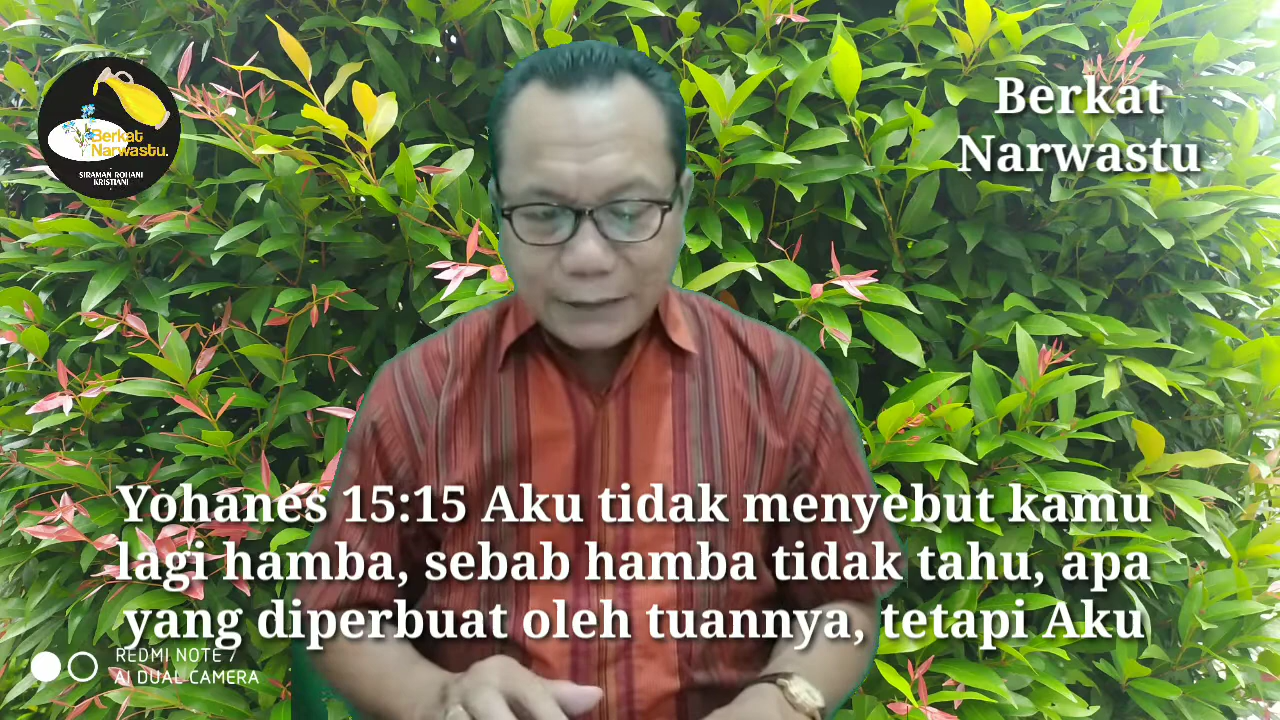 Berkat
Narwastu.
SIRAMAN ROHANI
KRISTIANI
Berkat
Narwastu
Yohanes 15:15 Aku tidak menyebut kamu
lagi hamba, sebab hamba tidak tahu, apa
yang diperbuat oleh tuannya, tetapi Aku
REDMI NOTE 7
AI DUAL CAMERA